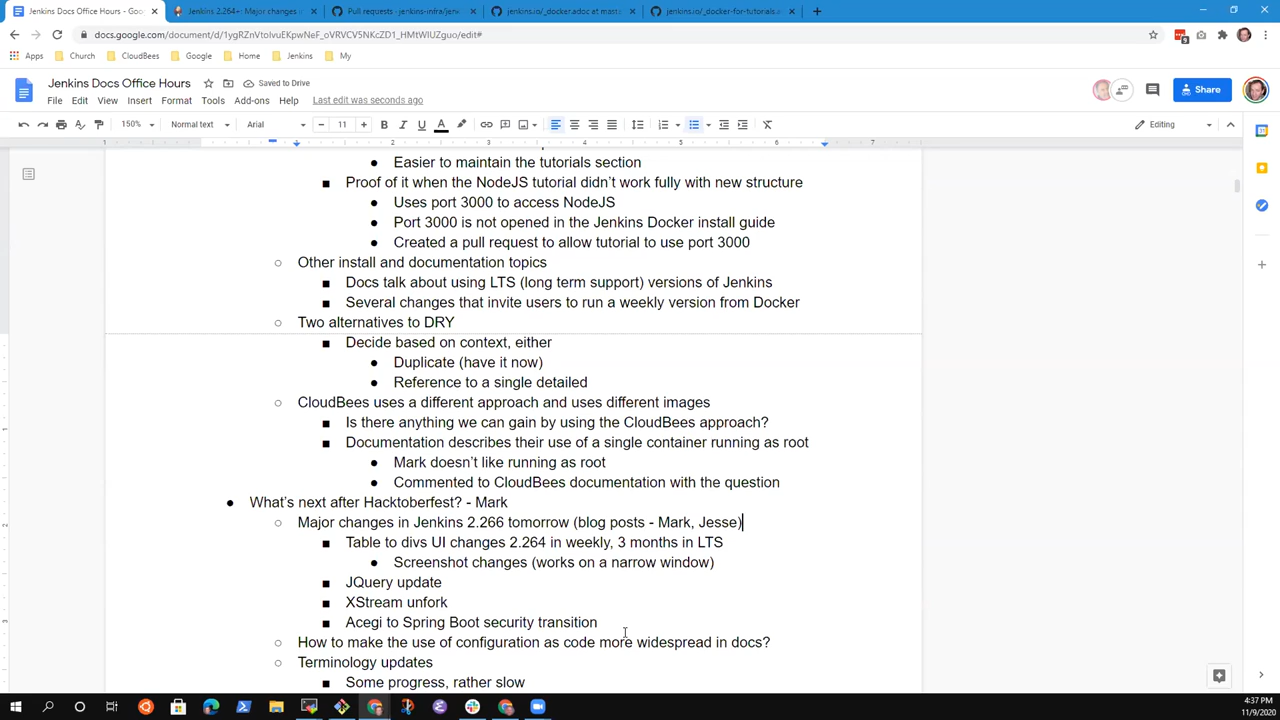 Jenkins Docs Office Hours - Goo
Jenkins 2.264+: Major changes i
Pull requests · jenkins-infra/jen
jenkins.io/_docker.adoc at mast
jenkins.io/_docker-for-tutorials.a
docs.google.com/document/d/1ygRZnVtolvuEKpwNeF_oVRVCV5NKcZD1_HMtWIUZguo/edit#
Apps Church CloudBees Google Home Jenkins My
Jenkins Docs Office Hours Saved to Drive
Share
File Edit View Insert Format Tools Add-ons Help Last edit was seconds ago
150% Normal text Arial 11 B I U A Editing
1 2 3 4 5 6 7
Easier to maintain the tutorials section
Proof of it when the NodeJS tutorial didn't work fully with new structure
Uses port 3000 to access NodeJS
Port 3000 is not opened in the Jenkins Docker install guide
Created a pull request to allow tutorial to use port 3000
Other install and documentation topics
Docs talk about using LTS (long term support) versions of Jenkins
Several changes that invite users to run a weekly version from Docker
Two alternatives to DRY
Decide based on context, either
Duplicate (have it now)
Reference to a single detailed
CloudBees uses a different approach and uses different images
Is there anything we can gain by using the CloudBees approach?
Documentation describes their use of a single container running as root
Mark doesn't like running as root
Commented to CloudBees documentation with the question
What's next after Hacktoberfest? - Mark
Major changes in Jenkins 2.266 tomorrow (blog posts - Mark, Jesse)
Table to divs UI changes 2.264 in weekly, 3 months in LTS
Screenshot changes (works on a narrow window)
JQuery update
XStream unfork
Acegi to Spring Boot security transition
How to make the use of configuration as code more widespread in docs?
Terminology updates
Some progress, rather slow
4:37 PM
11/9/2020